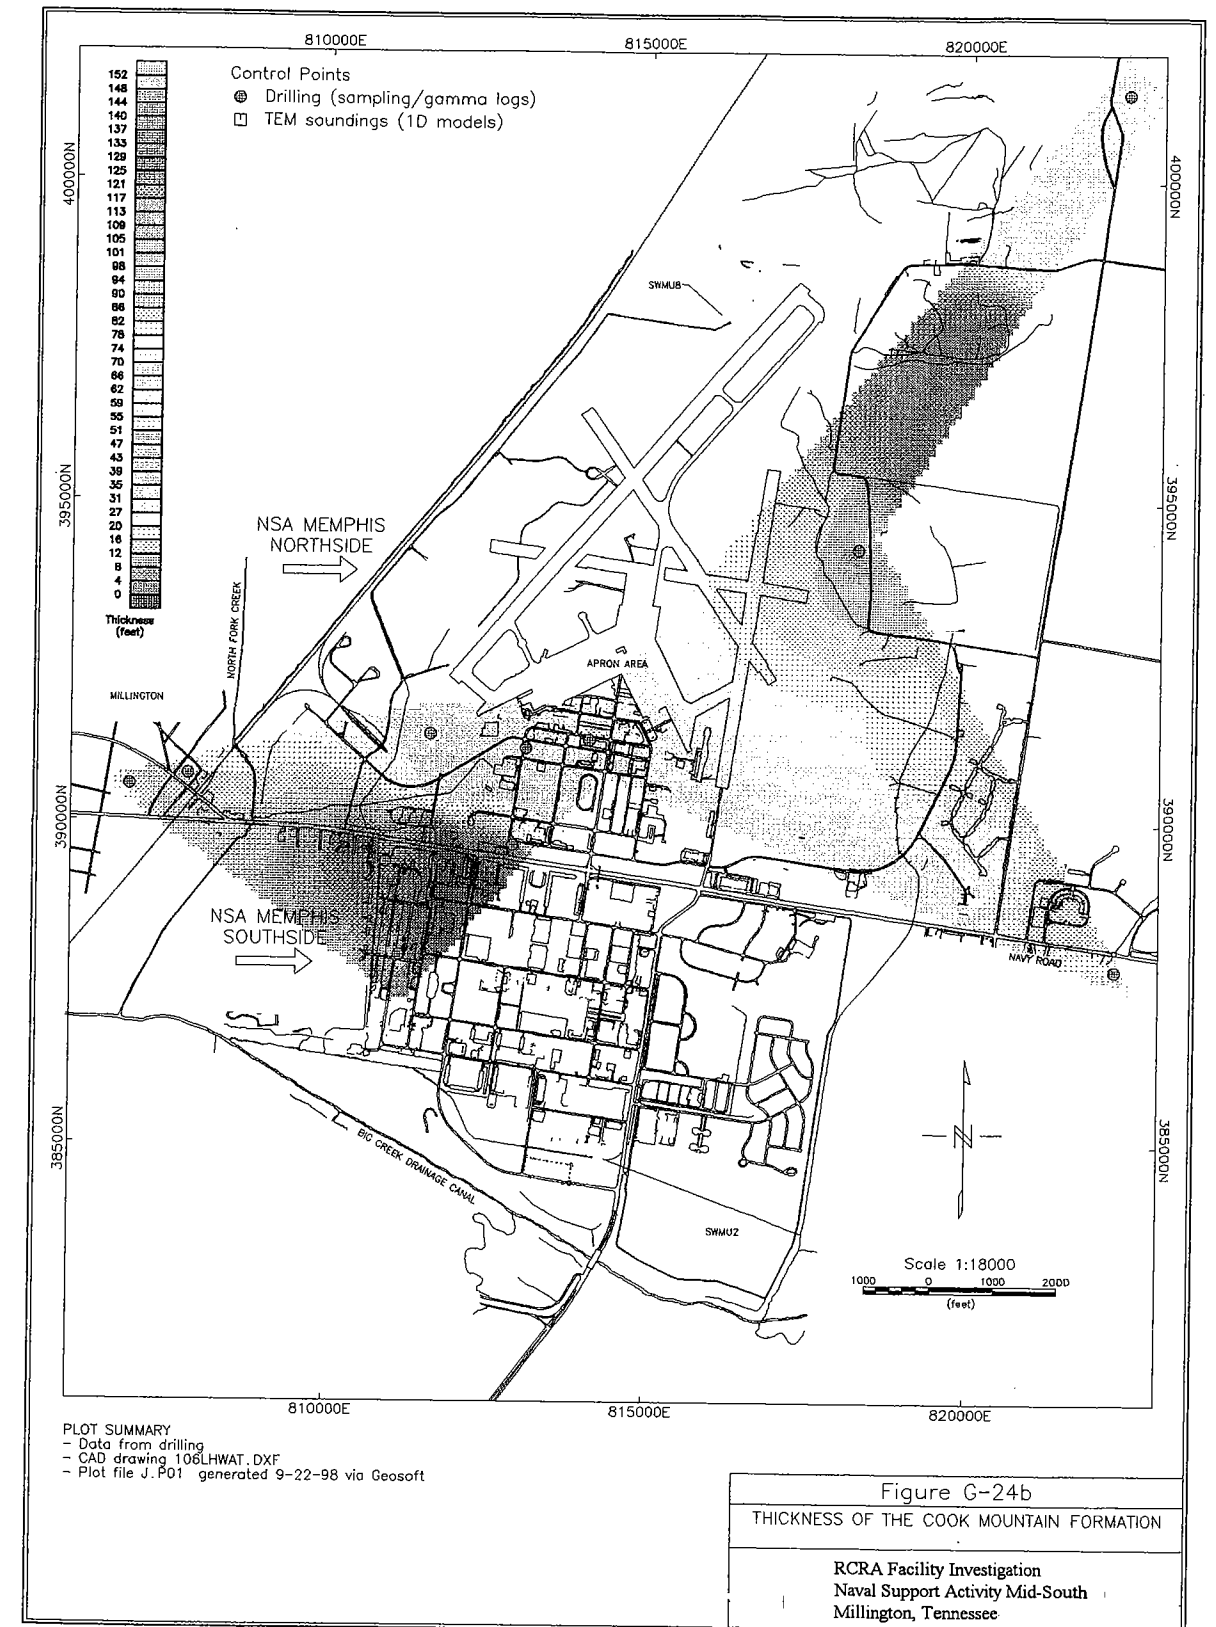 810000E
815000E
820000E
152
148
144
140
137
133
129
125
121
117
113
109
105
101
98
94
90
86
82
78
74
70
66
62
59
55
51
47
43
39
35
31
27
20
16
12
8
4
0
Thickness
(feet)
Control Points
Drilling (sampling/gamma logs)
TEM soundings (1D models)
400000N
400000N
SWMU8
395000N
395000N
NSA MEMPHIS
NORTHSIDE
NORTH FORK CREEK
APRON AREA
MILLINGTON
390000N
390000N
NSA MEMPHIS
SOUTHSIDE
NAVY ROAD
385000N
385000N
BIG CREEK DRAINAGE CANAL
N
SWMU2
Scale 1:18000
1000 0 1000 2000
(feet)
810000E
815000E
820000E
PLOT SUMMARY
- Data from drilling
- CAD drawing 106LHWAT.DXF
- Plot file J.P01 generated 9-22-98 via Geosoft
Figure G-24b
THICKNESS OF THE COOK MOUNTAIN FORMATION
RCRA Facility Investigation
Naval Support Activity Mid-South
Millington, Tennessee